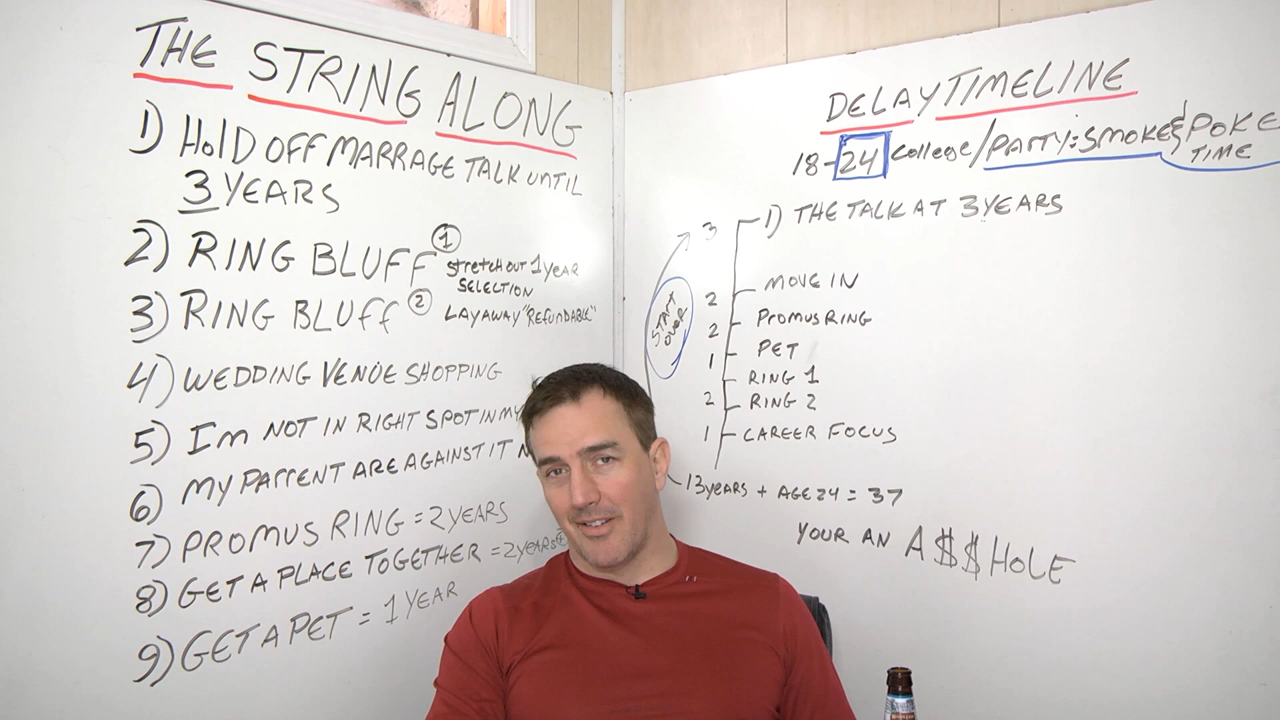 THE STRING ALONG
1) HOLD OFF MARRAGE TALK UNTIL
3 YEARS
2) RING BLUFF ① STRETCH OUT 1 YEAR
SELECTION
3) RING BLUFF ② LAYAWAY "REFUNDABLE"
4) WEDDING VENUE SHOPPING
5) I'm NOT IN RIGHT SPOT IN MY
6) MY PARRENT ARE AGAINST IT
7) PROMUS RING = 2 YEARS
8) GET A PLACE TOGETHER = 2 YEARS
9) GET A PET = 1 YEAR
DELAY TIMELINE
18-24 College/PARTY: SMOKE & POKE
TIME
3 1) THE TALK AT 3 YEARS
START
OVER
2 MOVE IN
2 PROMUS RING
1 PET
RING 1
2 RING 2
1 CAREER FOCUS
13 years + AGE 24 = 37
YOUR AN A$$HOLE